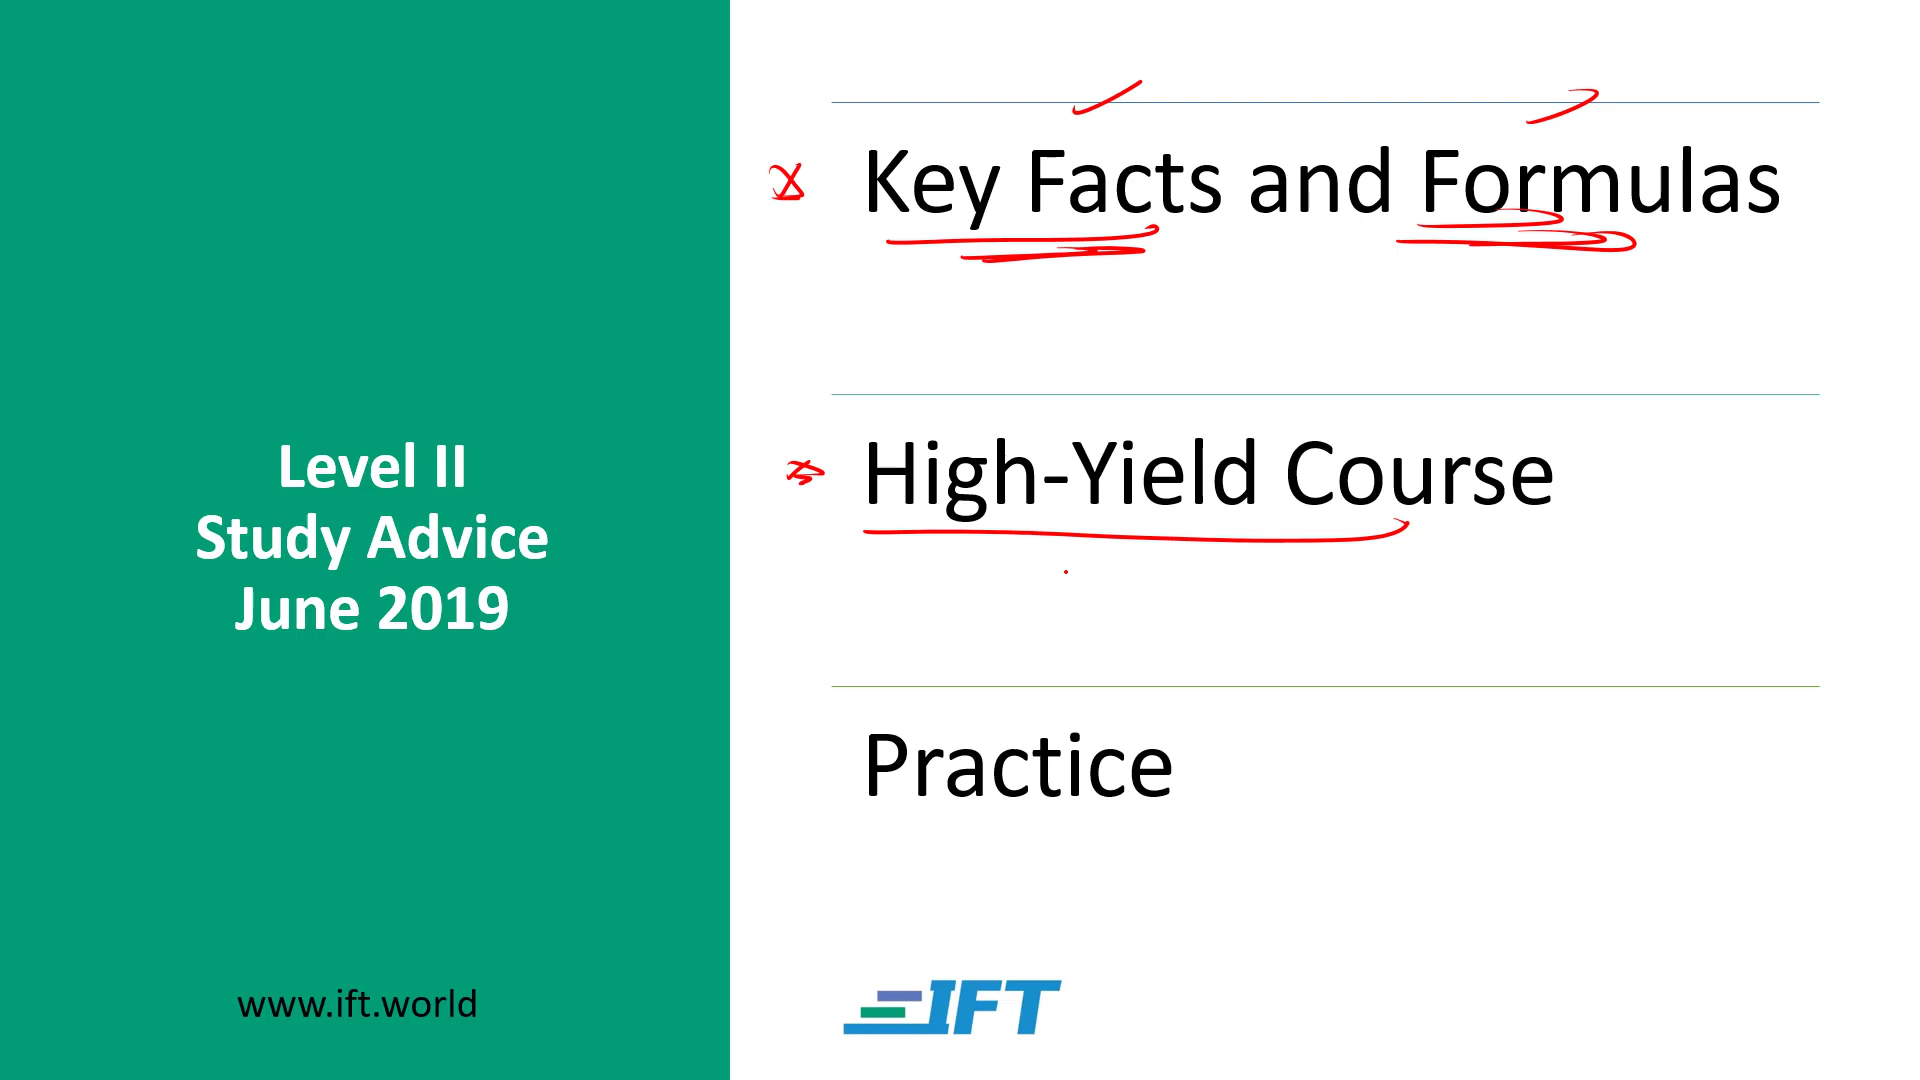 Level II
Study Advice
June 2019
www.ift.world
Key Facts and Formulas
High-Yield Course
Practice
IFT